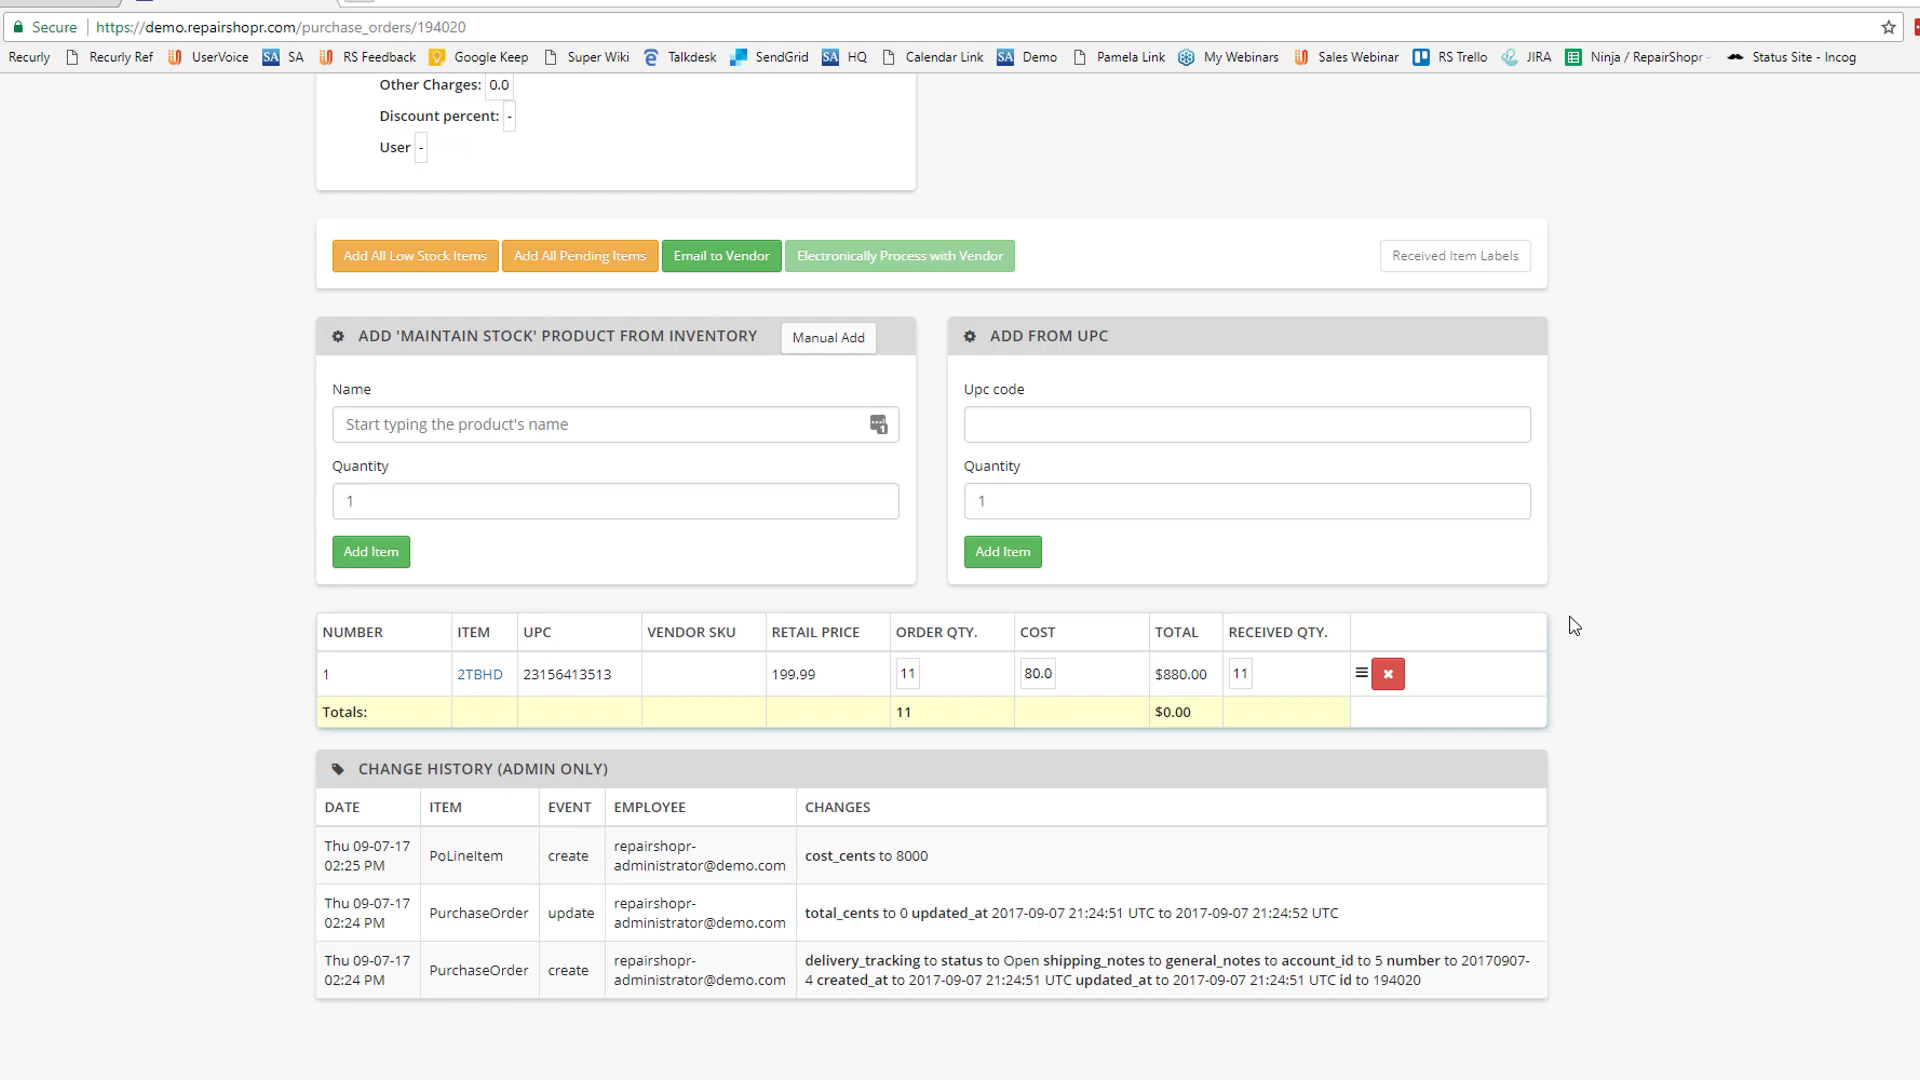 Secure https://demo.repairshopr.com/purchase_orders/194020
Recurly Recurly Ref UserVoice SA SA RS Feedback Google Keep Super Wiki Talkdesk SendGrid SA HQ Calendar Link SA Demo Pamela Link My Webinars Sales Webinar RS Trello JIRA Ninja / RepairShopr - Status Site - Incog
Other Charges: 0.0
Discount percent: -
User -
Add All Low Stock Items Add All Pending Items Email to Vendor Electronically Process with Vendor Received Item Labels
ADD 'MAINTAIN STOCK' PRODUCT FROM INVENTORY Manual Add ADD FROM UPC
Name Upc code
Start typing the product's name 1
Quantity Quantity
1 1
Add Item Add Item
NUMBER ITEM UPC VENDOR SKU RETAIL PRICE ORDER QTY. COST TOTAL RECEIVED QTY.
1 2TBHD 23156413513 199.99 11 80.0 $880.00 11
Totals: 11 $0.00
CHANGE HISTORY (ADMIN ONLY)
DATE ITEM EVENT EMPLOYEE CHANGES
Thu 09-07-17 02:25 PM PoLineItem create repairshopr-administrator@demo.com cost_cents to 8000
Thu 09-07-17 02:24 PM PurchaseOrder update repairshopr-administrator@demo.com total_cents to 0 updated_at 2017-09-07 21:24:51 UTC to 2017-09-07 21:24:52 UTC
Thu 09-07-17 02:24 PM PurchaseOrder create repairshopr-administrator@demo.com delivery_tracking to status to Open shipping_notes to general_notes to account_id to 5 number to 20170907-4 created_at to 2017-09-07 21:24:51 UTC updated_at to 2017-09-07 21:24:51 UTC id to 194020